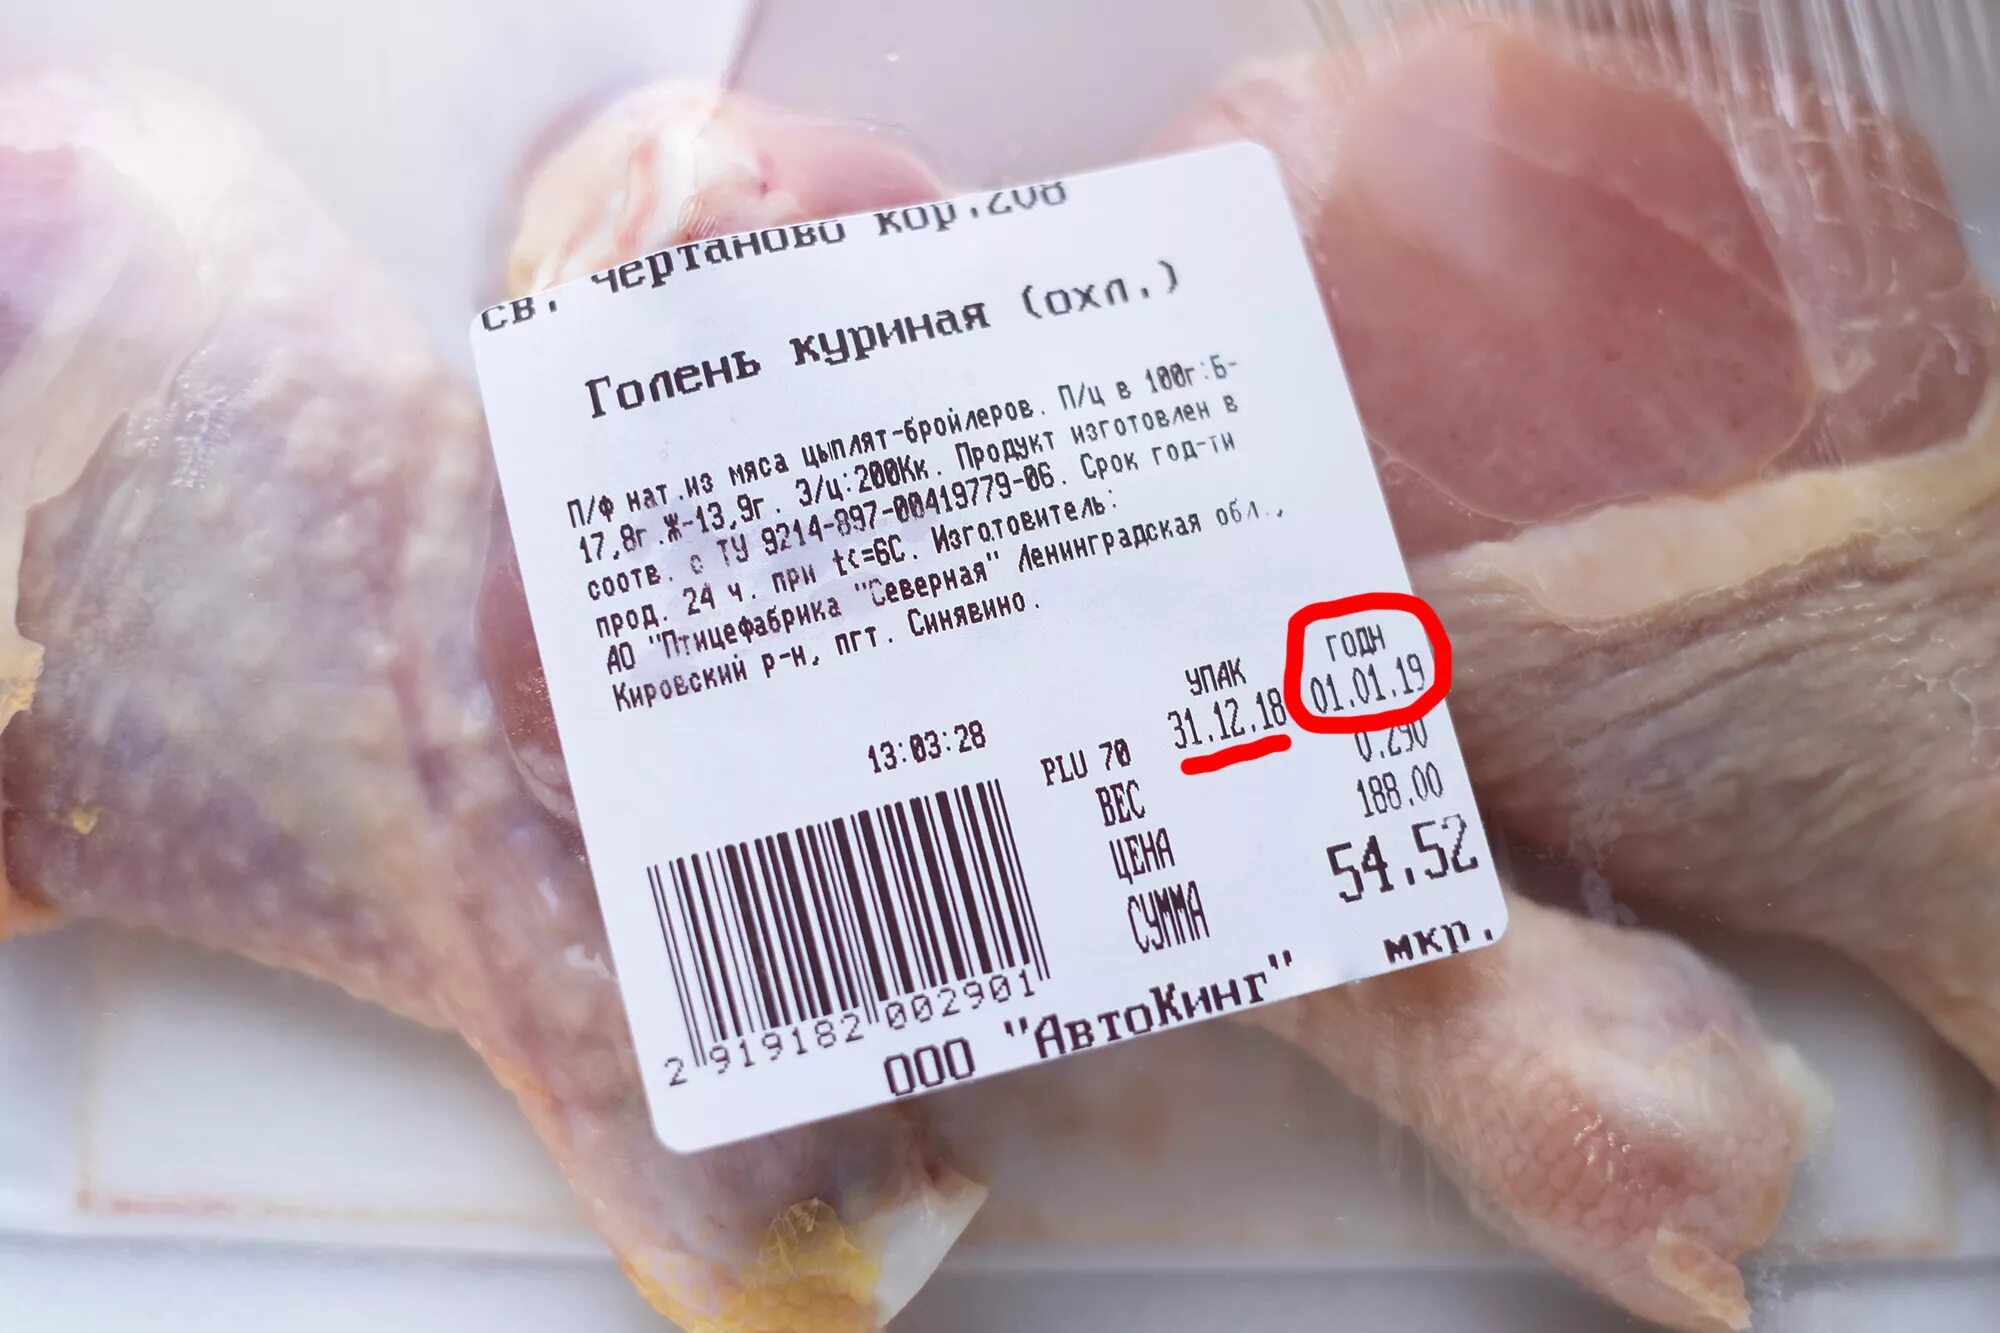 св. Чертаново кор.208
Голень куриная (охл.)
П/Ф нат.из мяса цыплят-бройлеров. П/ц в 100г:Б-
17,8г.Ж-13,9г. Э/ц:200Кк. Продукт изготовлен в
соотв. с ТУ 9214-897-00419779-06. Срок год-ти
прод. 24 ч. при t<=6С. Изготовитель:
АО "Птицефабрика "Северная" Ленинградская обл.,
Кировский р-н, пгт. Синявино.
УПАК ГОДН
13:03:28 31.12.18 01.01.19
PLU 70
ВЕС 0.290
ЦЕНА 188.00
СУММА 54.52
2 919182 002901
ООО "АвтоКинг" мкр.